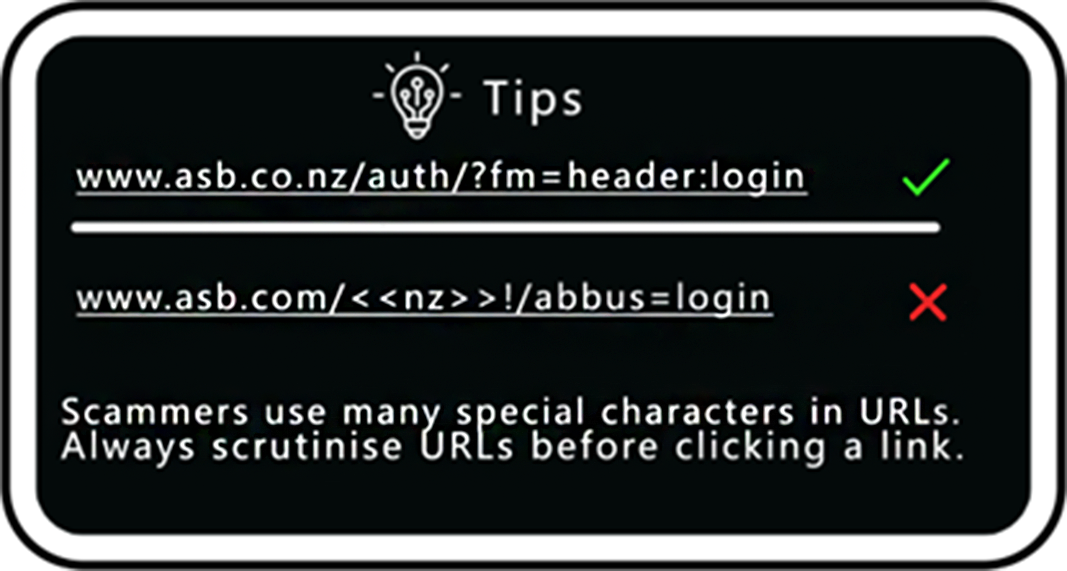 Tips
www.asb.co.nz/auth/?fm=header:login
www.asb.com/<<nz>>!/abbus=login
Scammers use many special characters in URLs.
Always scrutinise URLs before clicking a link.